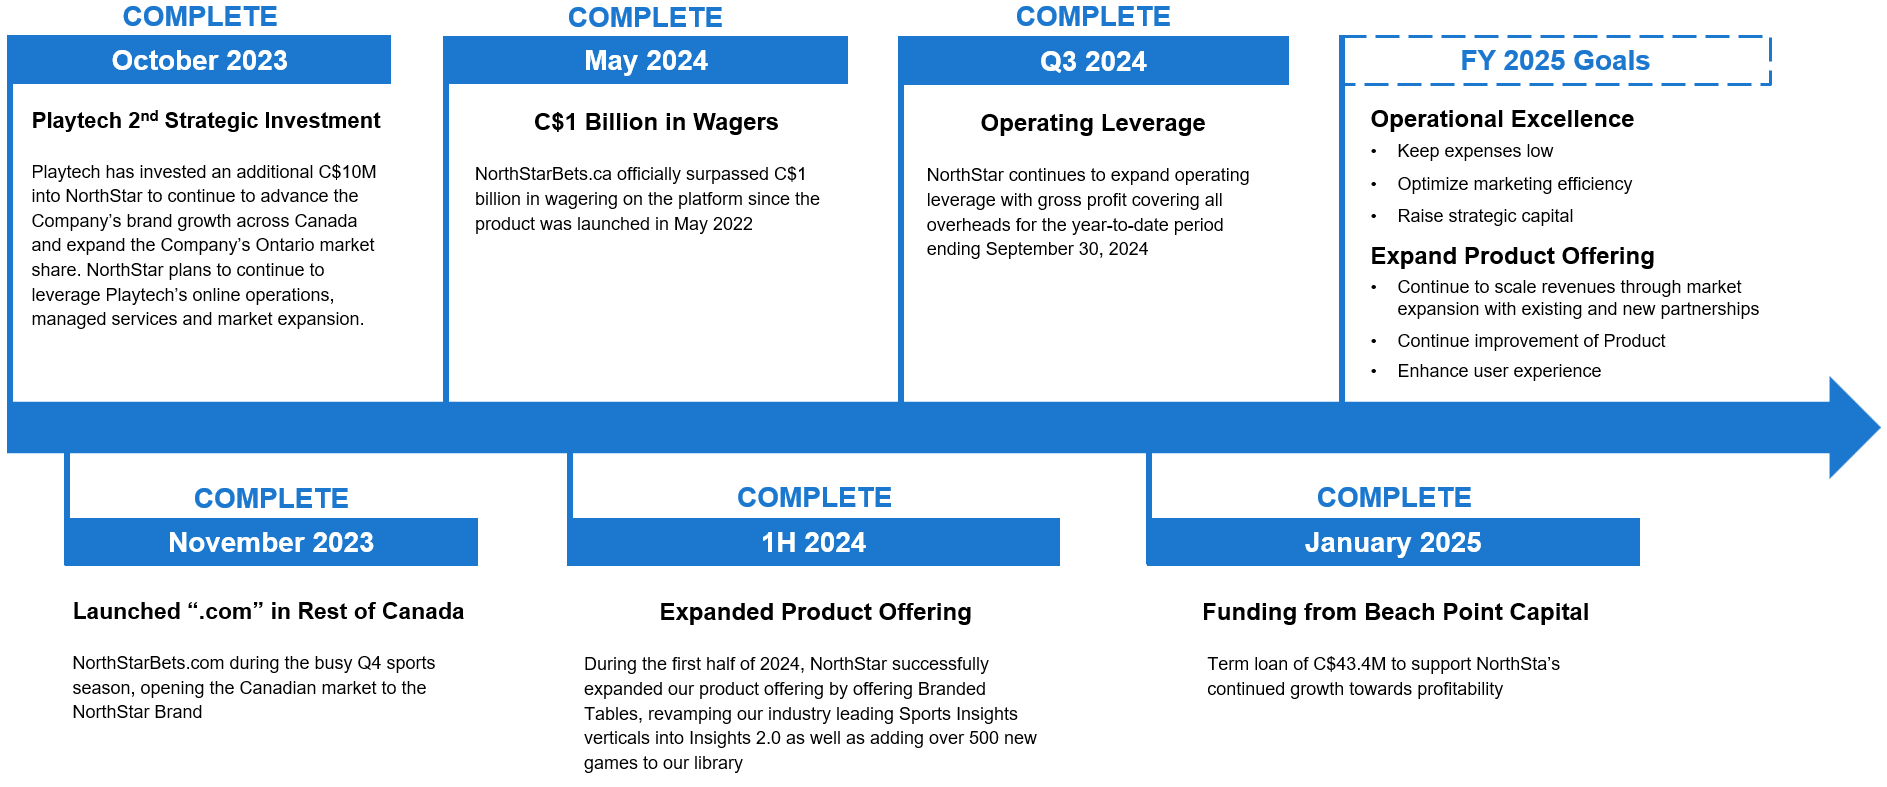 COMPLETE
October 2023
Playtech 2nd Strategic Investment
Playtech has invested an additional C$10M
into NorthStar to continue to advance the
Company’s brand growth across Canada
and expand the Company’s Ontario market
share. NorthStar plans to continue to
leverage Playtech’s online operations,
managed services and market expansion.
COMPLETE
May 2024
C$1 Billion in Wagers
NorthStarBets.ca officially surpassed C$1
billion in wagering on the platform since the
product was launched in May 2022
COMPLETE
Q3 2024
Operating Leverage
NorthStar continues to expand operating
leverage with gross profit covering all
overheads for the year-to-date period
ending September 30, 2024
FY 2025 Goals
Operational Excellence
• Keep expenses low
• Optimize marketing efficiency
• Raise strategic capital
Expand Product Offering
• Continue to scale revenues through market
expansion with existing and new partnerships
• Continue improvement of Product
• Enhance user experience
COMPLETE
November 2023
Launched “.com” in Rest of Canada
NorthStarBets.com during the busy Q4 sports
season, opening the Canadian market to the
NorthStar Brand
COMPLETE
1H 2024
Expanded Product Offering
During the first half of 2024, NorthStar successfully
expanded our product offering by offering Branded
Tables, revamping our industry leading Sports Insights
verticals into Insights 2.0 as well as adding over 500 new
games to our library
COMPLETE
January 2025
Funding from Beach Point Capital
Term loan of C$43.4M to support NorthSta’s
continued growth towards profitability